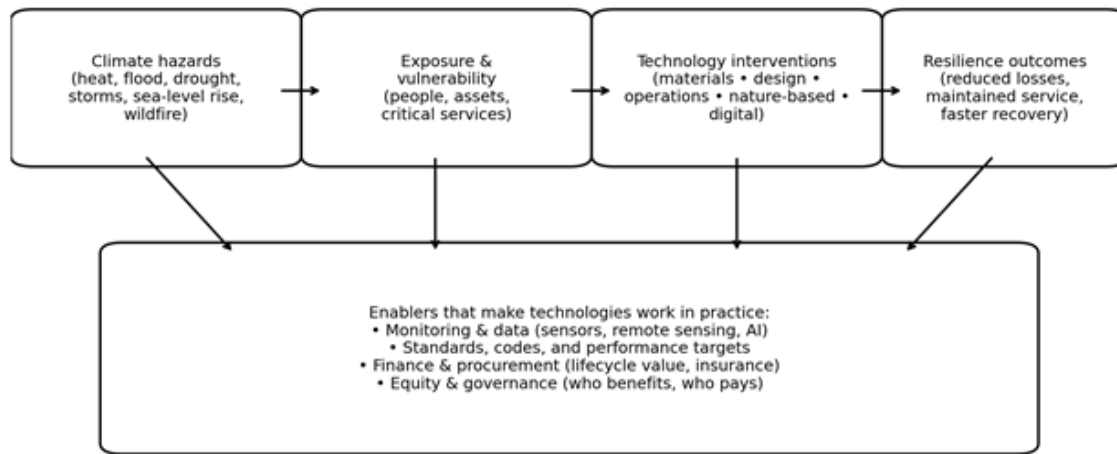 Climate hazards
(heat, flood, drought,
storms, sea-level rise,
wildfire)
Exposure &
vulnerability
(people, assets,
critical services)
Technology interventions
(materials • design •
operations • nature-based •
digital)
Resilience outcomes
(reduced losses,
maintained service,
faster recovery)
Enablers that make technologies work in practice:
• Monitoring & data (sensors, remote sensing, AI)
• Standards, codes, and performance targets
• Finance & procurement (lifecycle value, insurance)
• Equity & governance (who benefits, who pays)